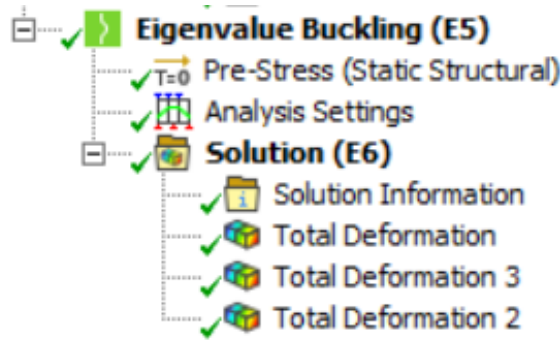 Eigenvalue Buckling (E5)
T=0 Pre-Stress (Static Structural)
Analysis Settings
Solution (E6)
i Solution Information
Total Deformation
Total Deformation 3
Total Deformation 2